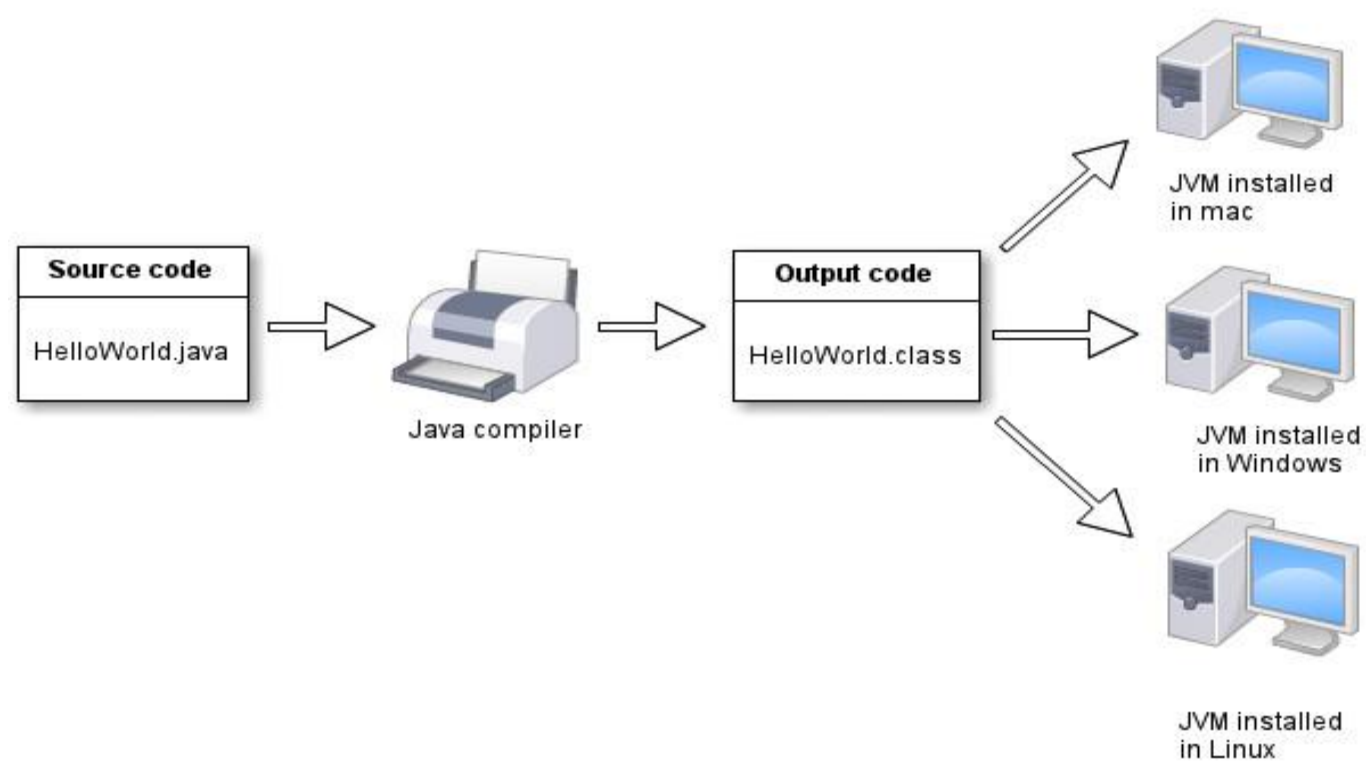 Source code
HelloWorld.java
Java compiler
Output code
HelloWorld.class
JVM installed
in mac
JVM installed
in Windows
JVM installed
in Linux